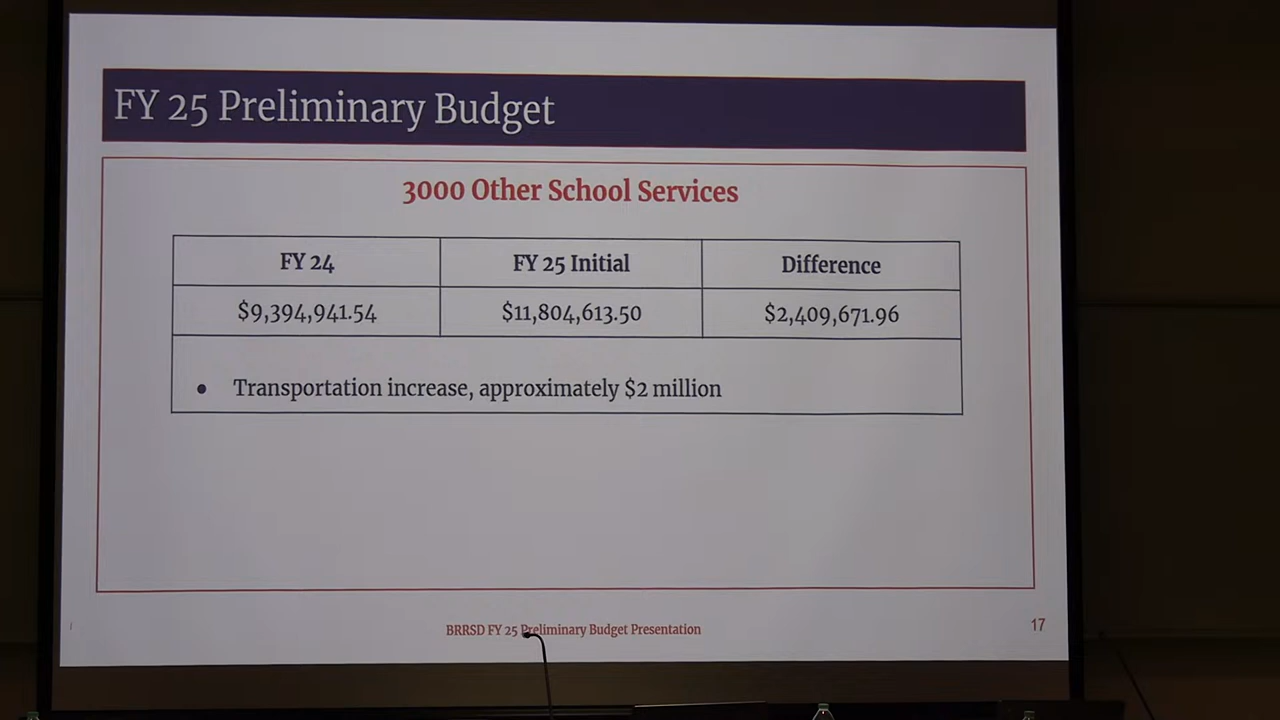 FY 25 Preliminary Budget
3000 Other School Services
FY 24 FY 25 Initial Difference
$9,394,941.54 $11,804,613.50 $2,409,671.96
• Transportation increase, approximately $2 million
BRRSD FY 25 Preliminary Budget Presentation
17